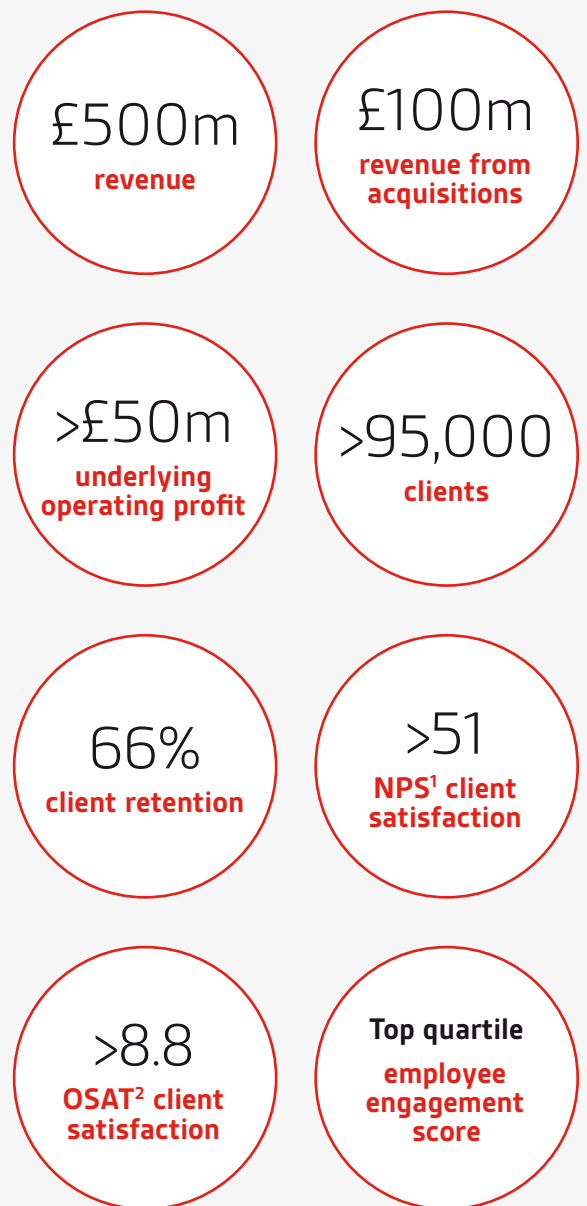 £500m
revenue
£100m
revenue from
acquisitions
>£50m
underlying
operating profit
>95,000
clients
66%
client retention
>51
NPS¹ client
satisfaction
>8.8
OSAT² client
satisfaction
Top quartile
employee
engagement
score